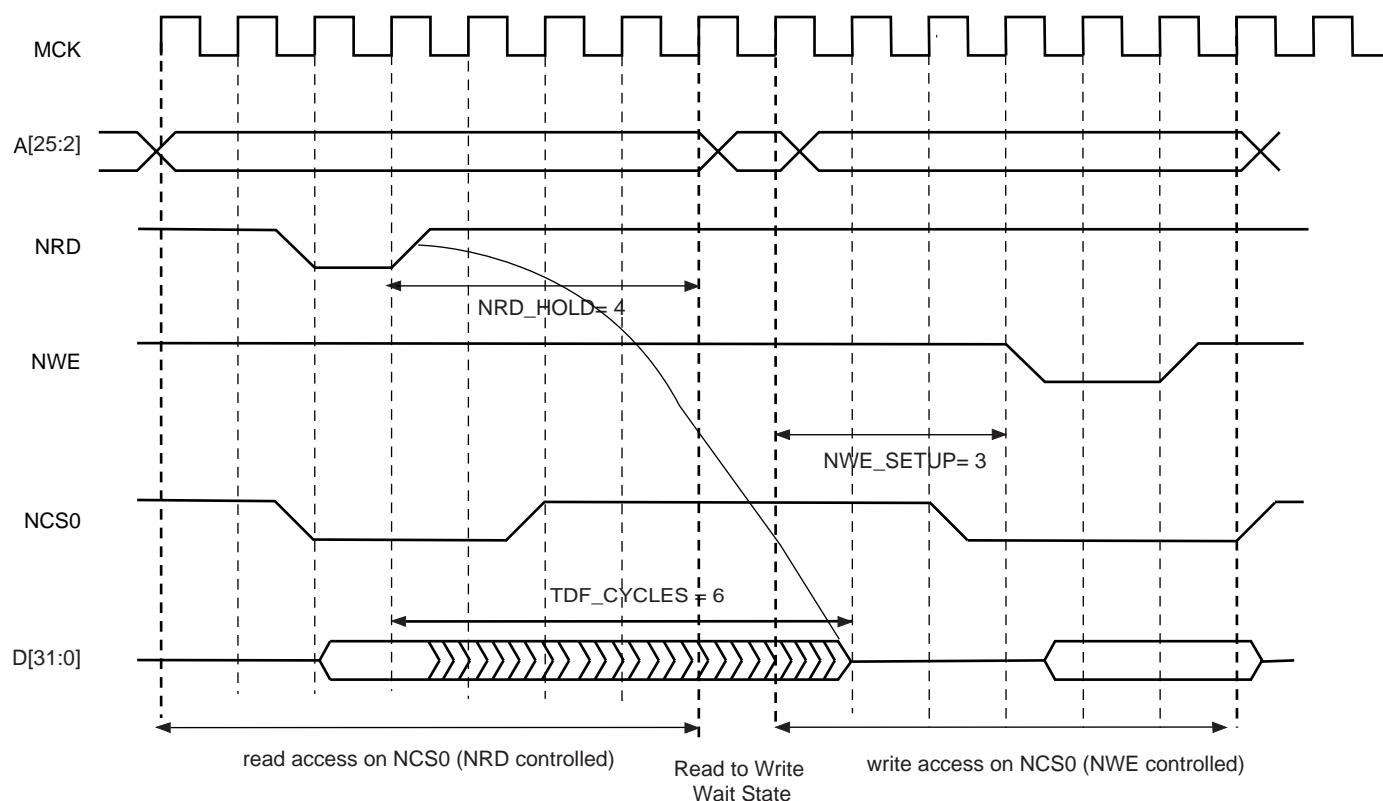 MCK
A[25:2]
NRD
NRD_HOLD= 4
NWE
NWE_SETUP= 3
NCS0
TDF_CYCLES = 6
D[31:0]
read access on NCS0 (NRD controlled)
Read to Write
Wait State
write access on NCS0 (NWE controlled)